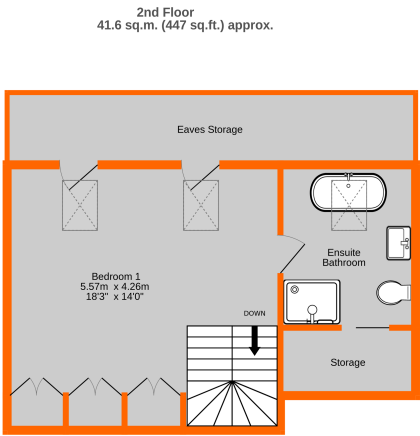 2nd Floor
41.6 sq.m. (447 sq.ft.) approx.
Eaves Storage
Ensuite
Bathroom
Bedroom 1
5.57m x 4.26m
18'3" x 14'0"
DOWN
Storage